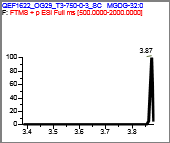 QEF1622_OG29_T3-750-0-3_8C MGDG-32:0
F: FTMS + p ESI Full ms [500.0000-2000.0000]
3.87
100
80
60
40
20
0
3.4 3.5 3.6 3.7 3.8